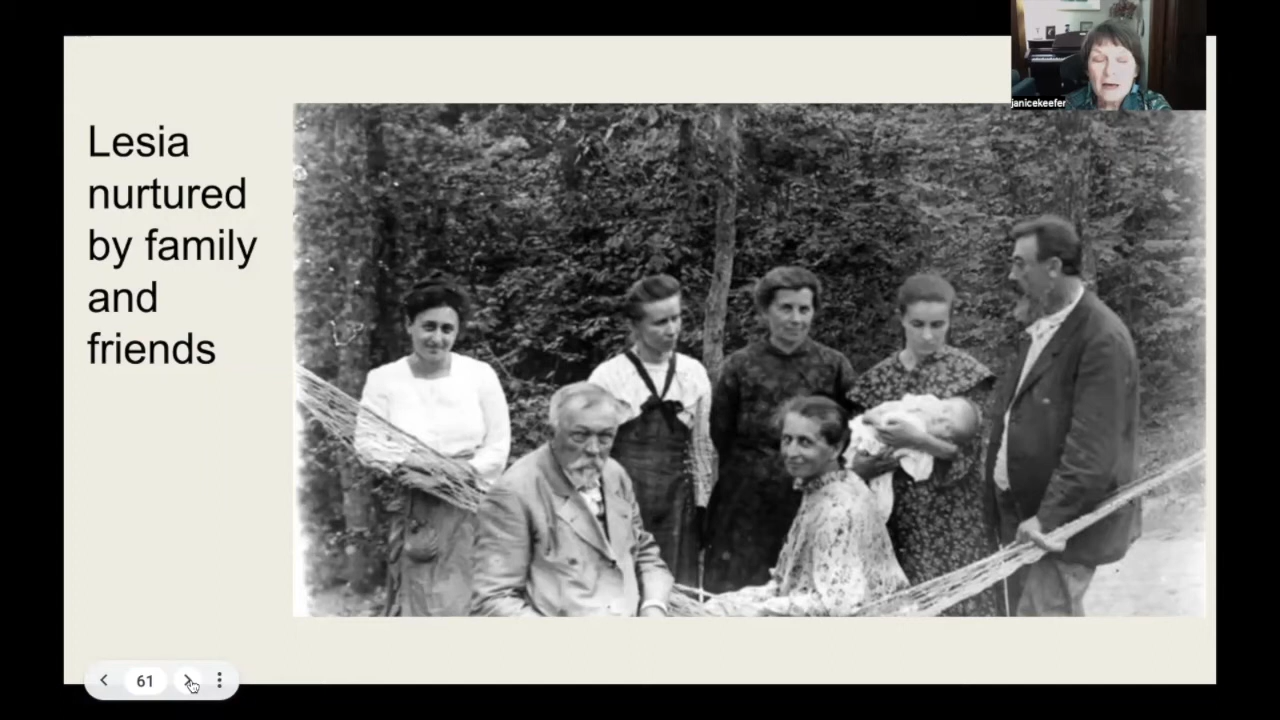 janicekeefer
Lesia
nurtured
by family
and
friends
61